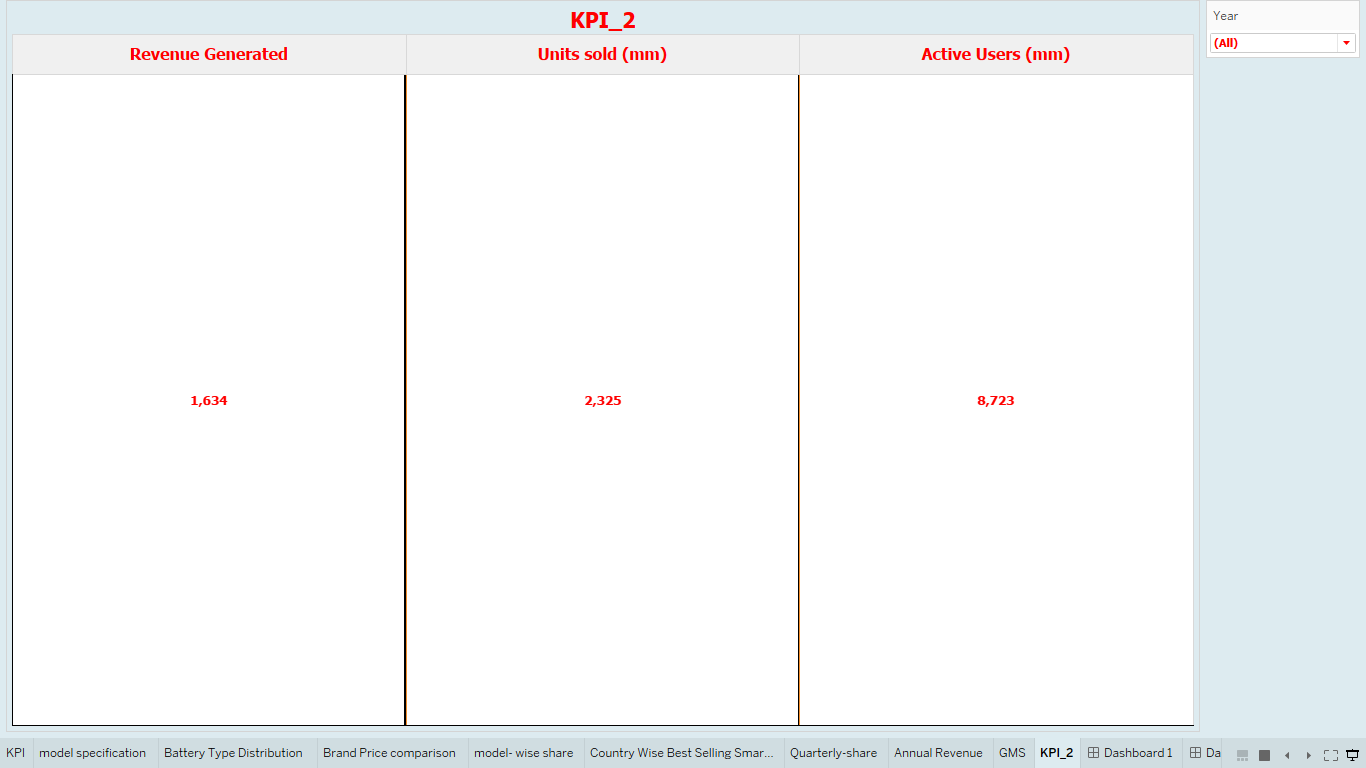 KPI_2
Revenue Generated Units sold (mm) Active Users (mm)
1,634 2,325 8,723
Year
(All)
KPI model specification Battery Type Distribution Brand Price comparison model- wise share Country Wise Best Selling Smar... Quarterly-share Annual Revenue GMS KPI_2 Dashboard 1 Da